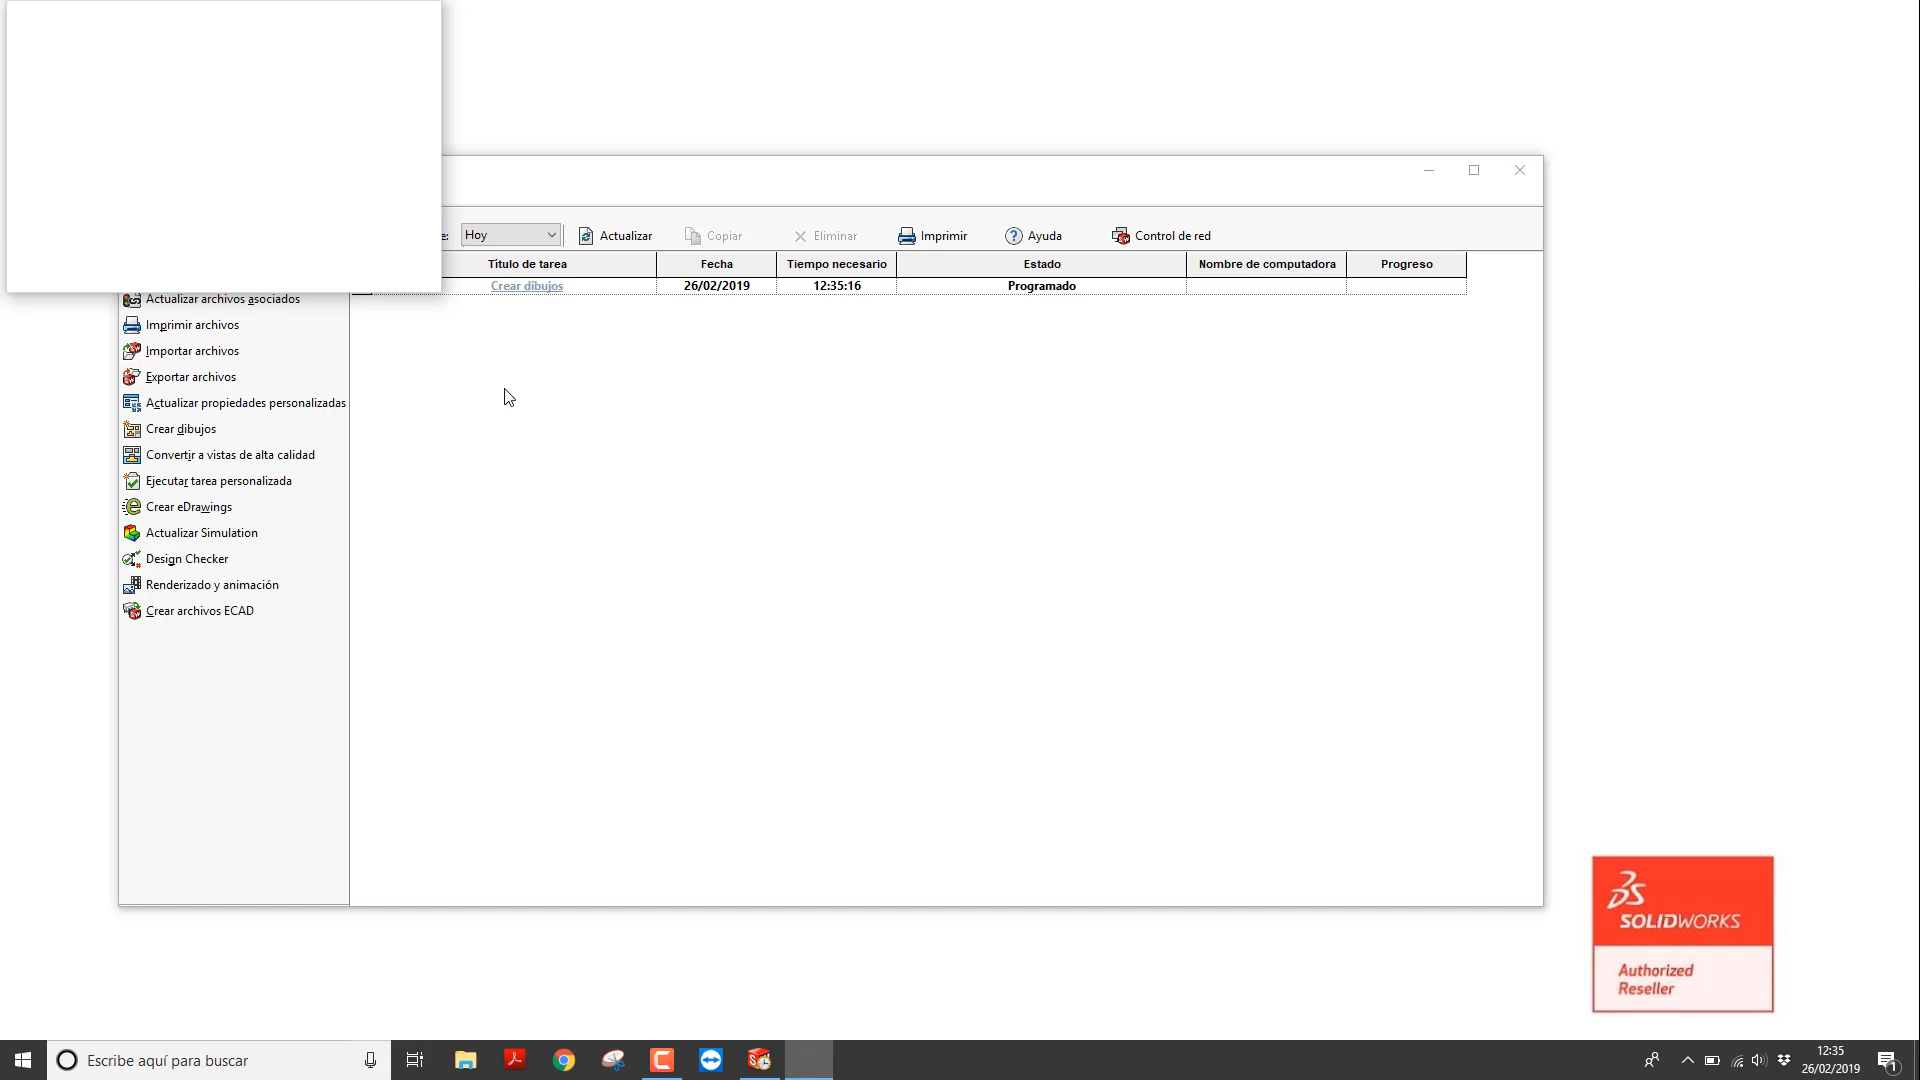 e: Hoy Actualizar Copiar Eliminar Imprimir Ayuda Control de red
Título de tarea Fecha Tiempo necesario Estado Nombre de computadora Progreso
Crear dibujos 26/02/2019 12:35:16 Programado
Actualizar archivos asociados
Imprimir archivos
Importar archivos
Exportar archivos
Actualizar propiedades personalizadas
Crear dibujos
Convertir a vistas de alta calidad
Ejecutar tarea personalizada
Crear eDrawings
Actualizar Simulation
Design Checker
Renderizado y animación
Crear archivos ECAD
SOLIDWORKS
Authorized
Reseller
Escribe aquí para buscar
12:35
26/02/2019
1